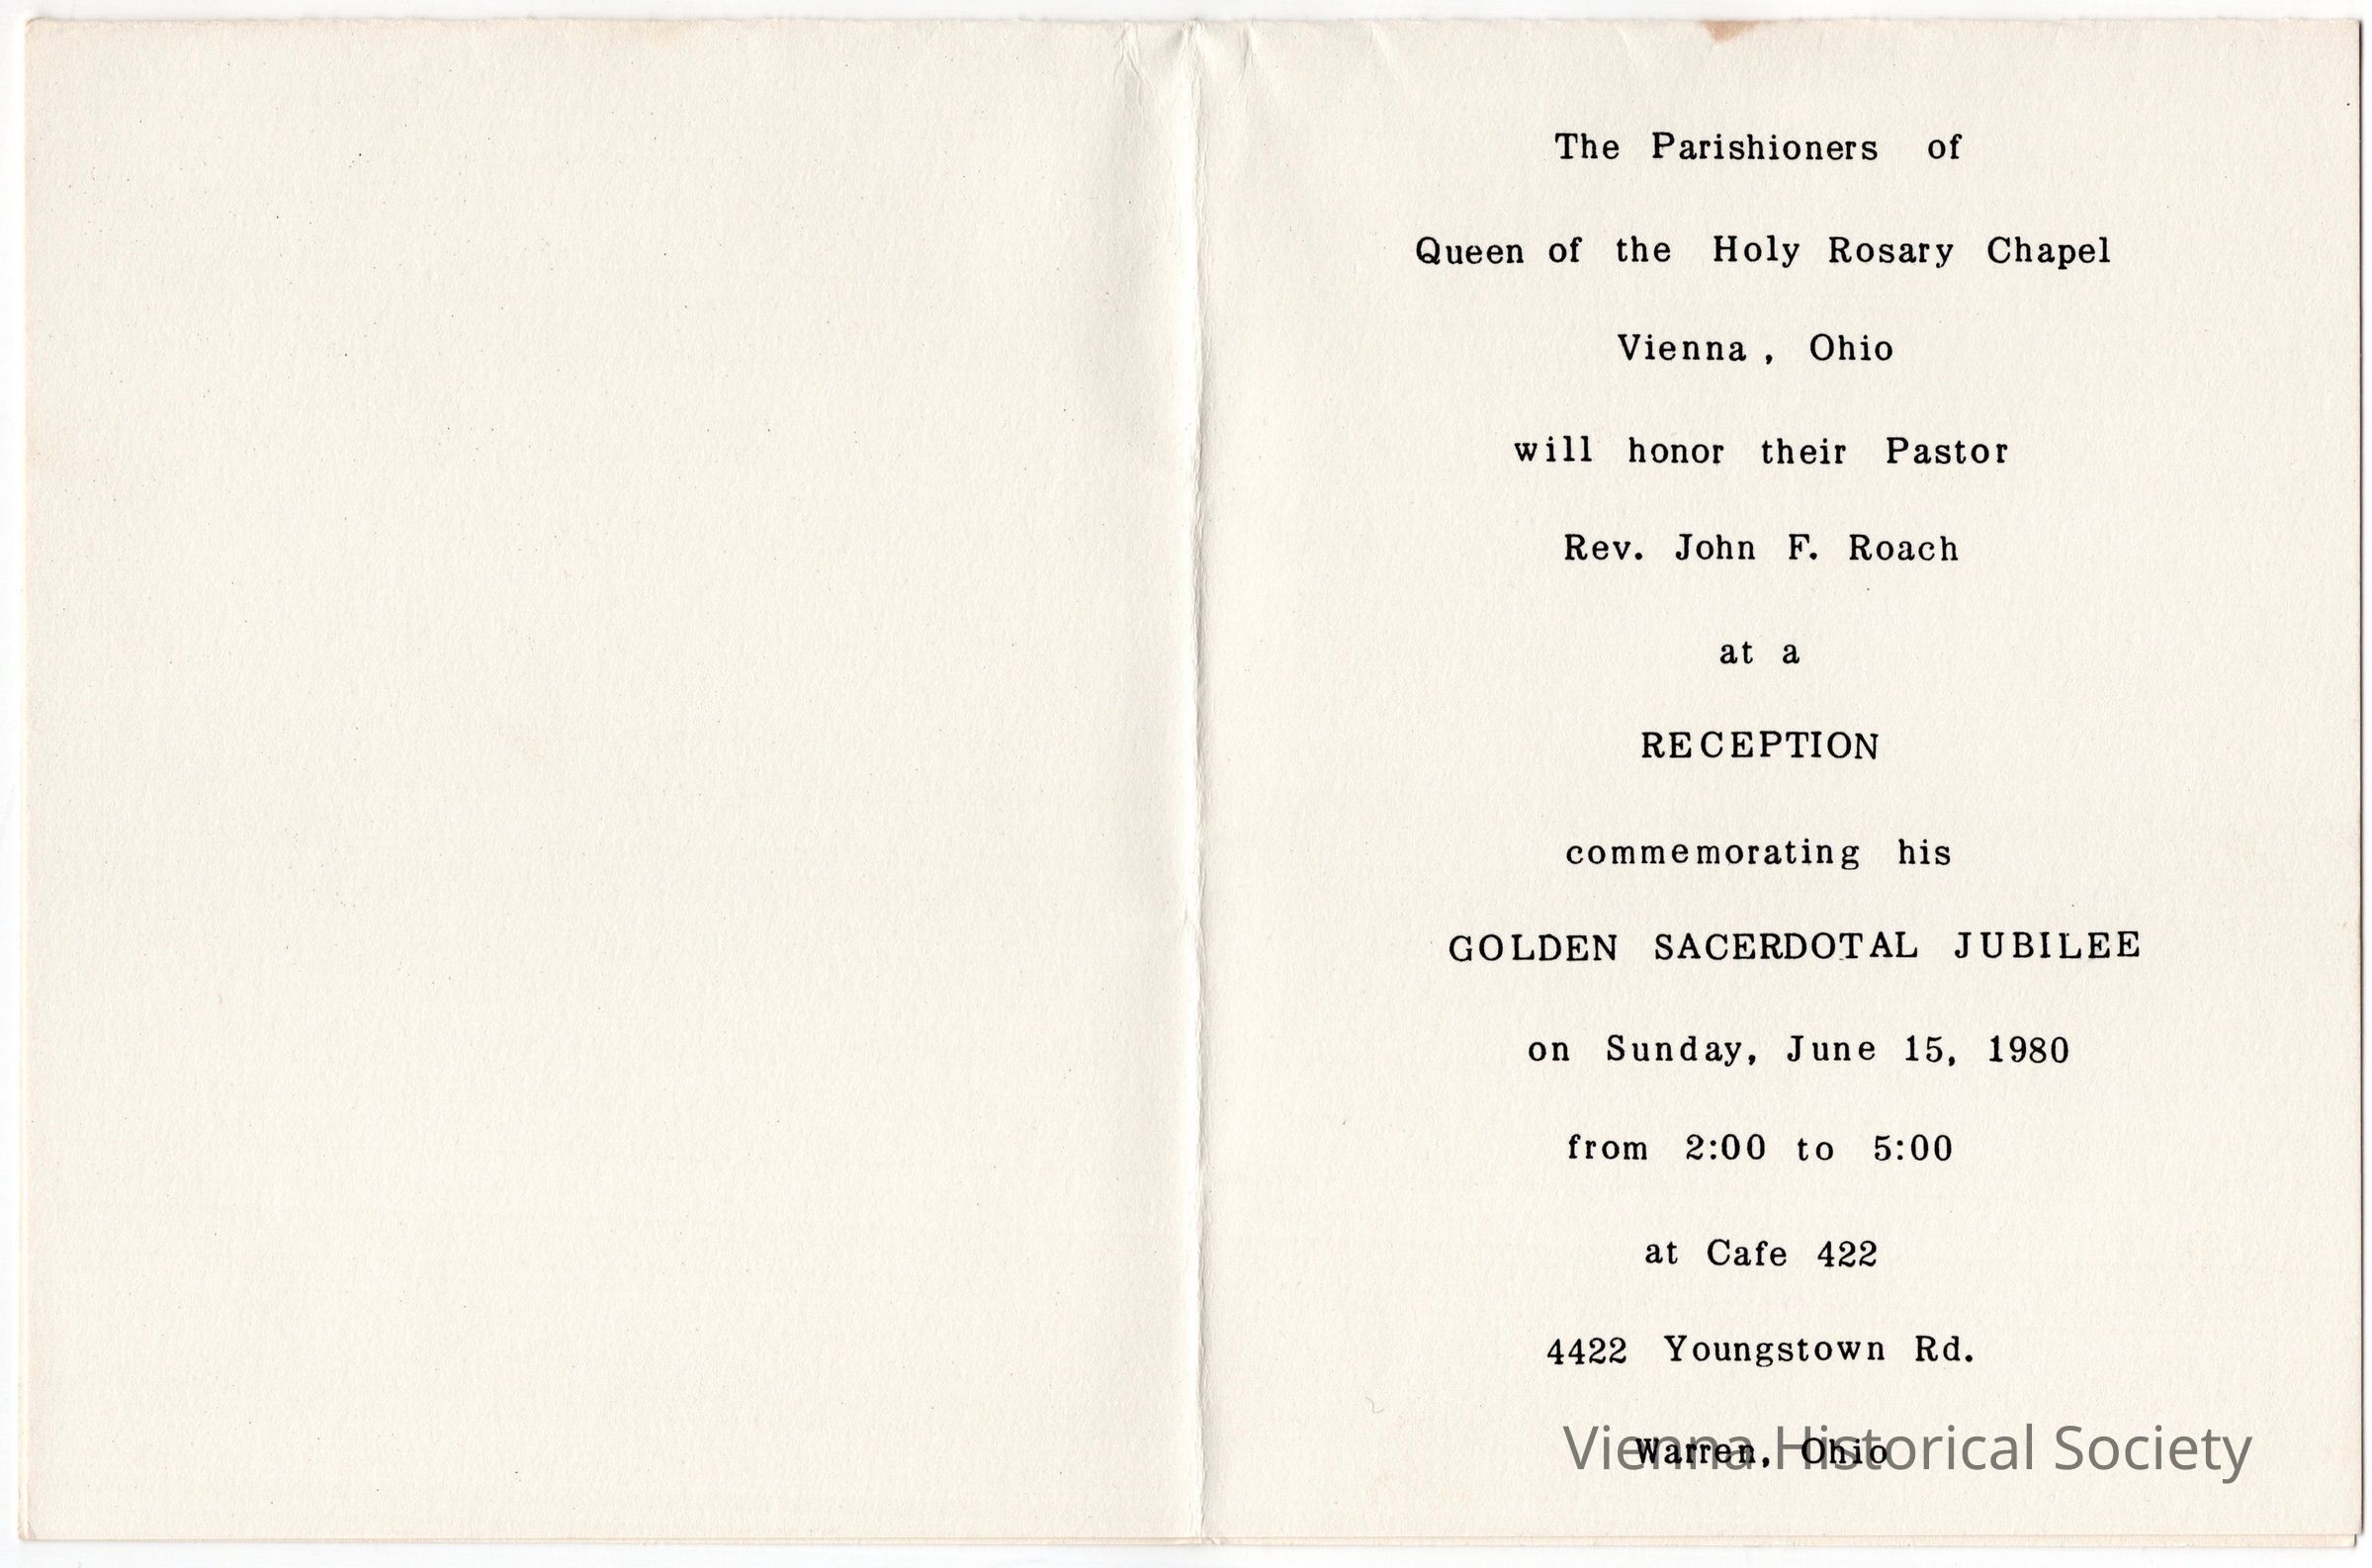 The Parishioners of
Queen of the Holy Rosary Chapel
Vienna , Ohio
will honor their Pastor
Rev. John F. Roach
at a
RECEPTION
commemorating his
GOLDEN SACERDOTAL JUBILEE
on Sunday, June 15, 1980
from 2:00 to 5:00
at Cafe 422
4422 Youngstown Rd.
Warren, Ohio
Vienna Historical Society